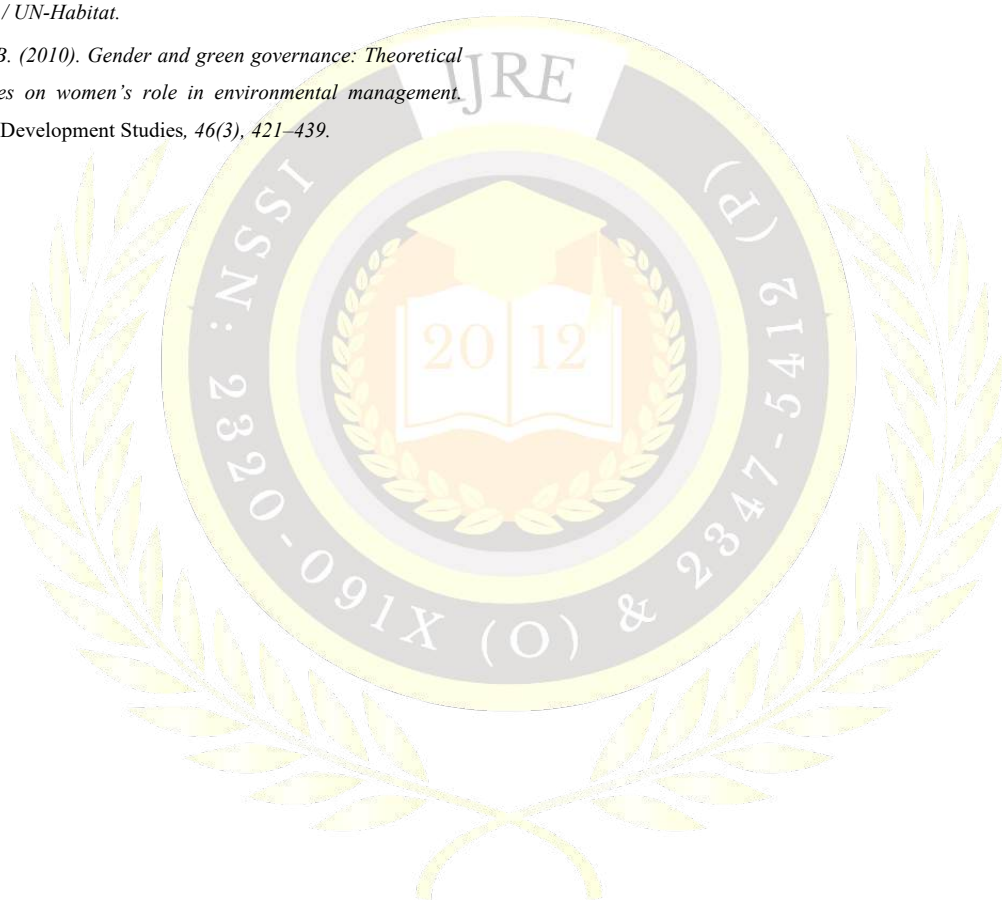 / UN-Habitat.
B. (2010). Gender and green governance: Theoretical
es on women’s role in environmental management.
Development Studies, 46(3), 421–439.
IJRE
ISSN : 2320-091X (O) & 2347-5412 (P)
20 12